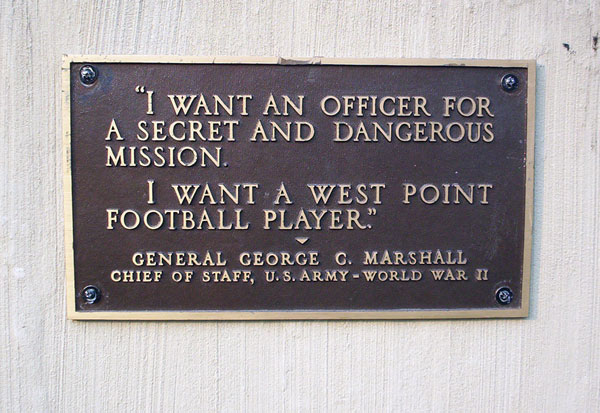 "I WANT AN OFFICER FOR
A SECRET AND DANGEROUS
MISSION.
I WANT A WEST POINT
FOOTBALL PLAYER."
GENERAL GEORGE C. MARSHALL
CHIEF OF STAFF, U.S. ARMY - WORLD WAR II